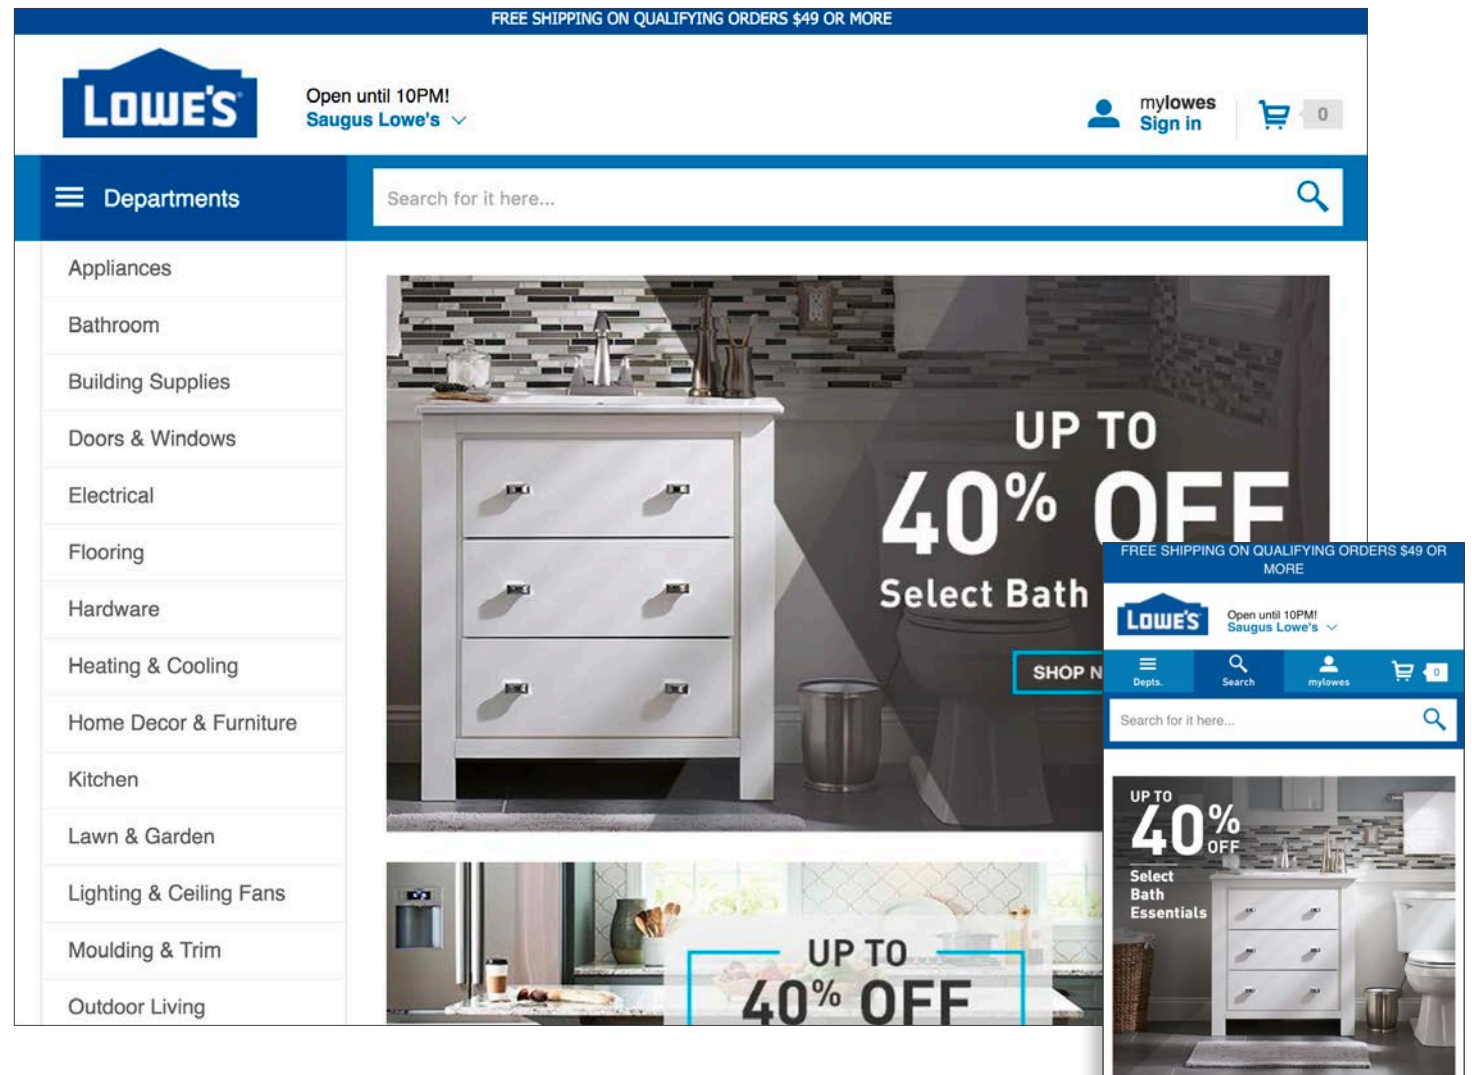 FREE SHIPPING ON QUALIFYING ORDERS $49 OR MORE
LOWE'S
Open until 10PM!
Saugus Lowe's
mylowes
Sign in
0
Departments
Search for it here...
Appliances
Bathroom
Building Supplies
Doors & Windows
Electrical
Flooring
Hardware
Heating & Cooling
Home Decor & Furniture
Kitchen
Lawn & Garden
Lighting & Ceiling Fans
Moulding & Trim
Outdoor Living
UP TO
40% OFF
Select Bath
SHOP N
UP TO
40% OFF
FREE SHIPPING ON QUALIFYING ORDERS $49 OR
MORE
LOWE'S
Open until 10PM!
Saugus Lowe's
Depts.
Search
mylowes
0
Search for it here...
UP TO
40%
OFF
Select
Bath
Essentials